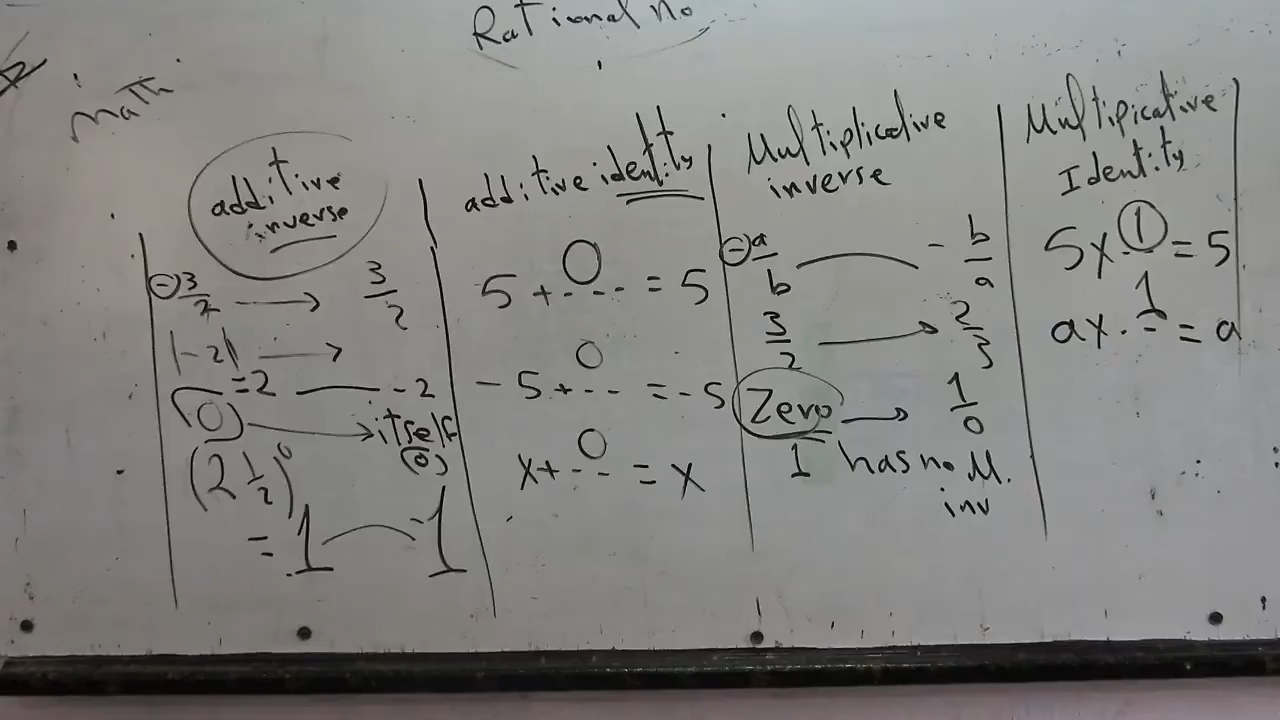 Rational no
math
additive
inverse
-3/2 → 3/2
|-2| →
=2 — -2
(0) → itself
(0)
(2 1/2)^0
= 1 — -1
additive identity
5 + 0 = 5
-5 + 0 = -5
x + 0 = x
Multiplicative
inverse
-a/b — -b/a
3/2 → 2/3
Zero → 1/0
1 has no M.
inv
Multipicative
Identity
5 x 1 = 5
a x 1 = a